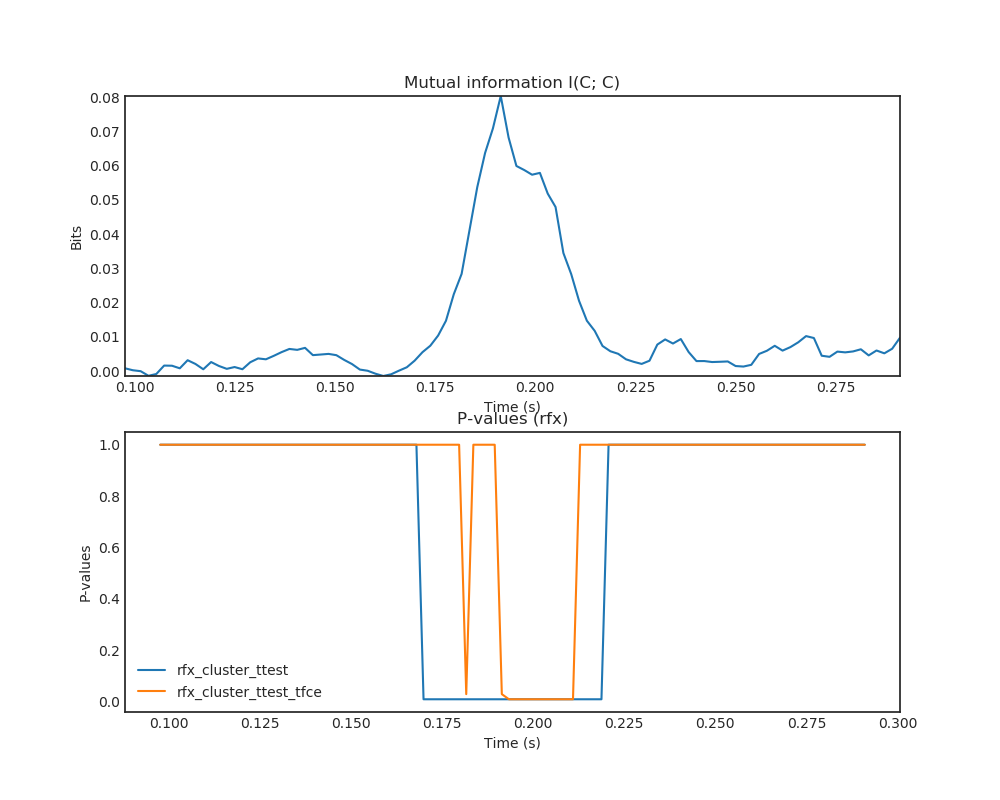 Mutual information I(C; C)
0.08
0.07
0.06
0.05
0.04
0.03
0.02
0.01
0.00
Bits
0.100 0.125 0.150 0.175 0.200 0.225 0.250 0.275
Time (s)
P-values (rfx)
1.0
0.8
0.6
0.4
0.2
0.0
P-values
rfx_cluster_ttest
rfx_cluster_ttest_tfce
0.100 0.125 0.150 0.175 0.200 0.225 0.250 0.275 0.300
Time (s)